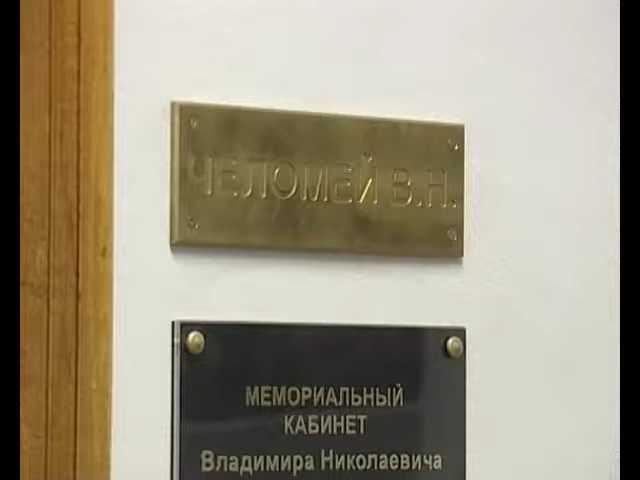 ЧЕЛОМЕЙ В.Н.
МЕМОРИАЛЬНЫЙ
КАБИНЕТ
Владимира Николаевича